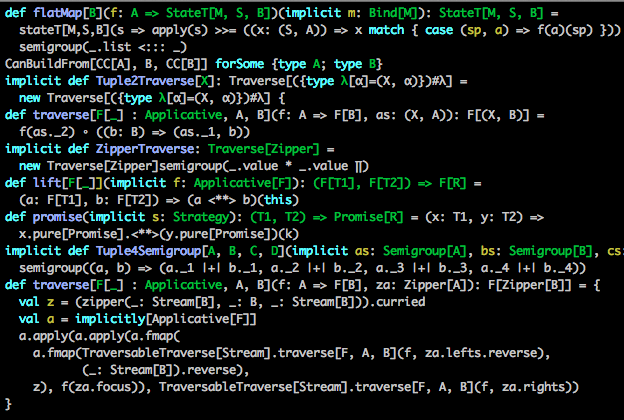 def flatMap[B](f: A => StateT[M, S, B])(implicit m: Bind[M]): StateT[M, S, B] =
  stateT[M,S,B](s => apply(s) >>= ((x: (S, A)) => x match { case (sp, a) => f(a)(sp) }))
  semigroup(_.list <::: _)
CanBuildFrom[CC[A], B, CC[B]] forSome {type A; type B}
implicit def Tuple2Traverse[X]: Traverse[({type λ[α]=(X, α)})#λ] =
  new Traverse[({type λ[α]=(X, α)})#λ] {
def traverse[F[_] : Applicative, A, B](f: A => F[B], as: (X, A)): F[(X, B)] =
  f(as._2) ∘ ((b: B) => (as._1, b))
implicit def ZipperTraverse: Traverse[Zipper] =
  new Traverse[Zipper]semigroup(_.value * _.value ∏)
def lift[F[_]](implicit f: Applicative[F]): (F[T1], F[T2]) => F[R] =
  (a: F[T1], b: F[T2]) => (a <**> b)(this)
def promise(implicit s: Strategy): (T1, T2) => Promise[R] = (x: T1, y: T2) =>
  x.pure[Promise].<**>(y.pure[Promise])(k)
implicit def Tuple4Semigroup[A, B, C, D](implicit as: Semigroup[A], bs: Semigroup[B], cs:
  semigroup((a, b) => (a._1 |+| b._1, a._2 |+| b._2, a._3 |+| b._3, a._4 |+| b._4))
def traverse[F[_] : Applicative, A, B](f: A => F[B], za: Zipper[A]): F[Zipper[B]] = {
  val z = (zipper(_: Stream[B], _: B, _: Stream[B])).curried
  val a = implicitly[Applicative[F]]
  a.apply(a.apply(a.fmap(
    a.fmap(TraversableTraverse[Stream].traverse[F, A, B](f, za.lefts.reverse),
           (_: Stream[B]).reverse),
    z), f(za.focus)), TraversableTraverse[Stream].traverse[F, A, B](f, za.rights))
}